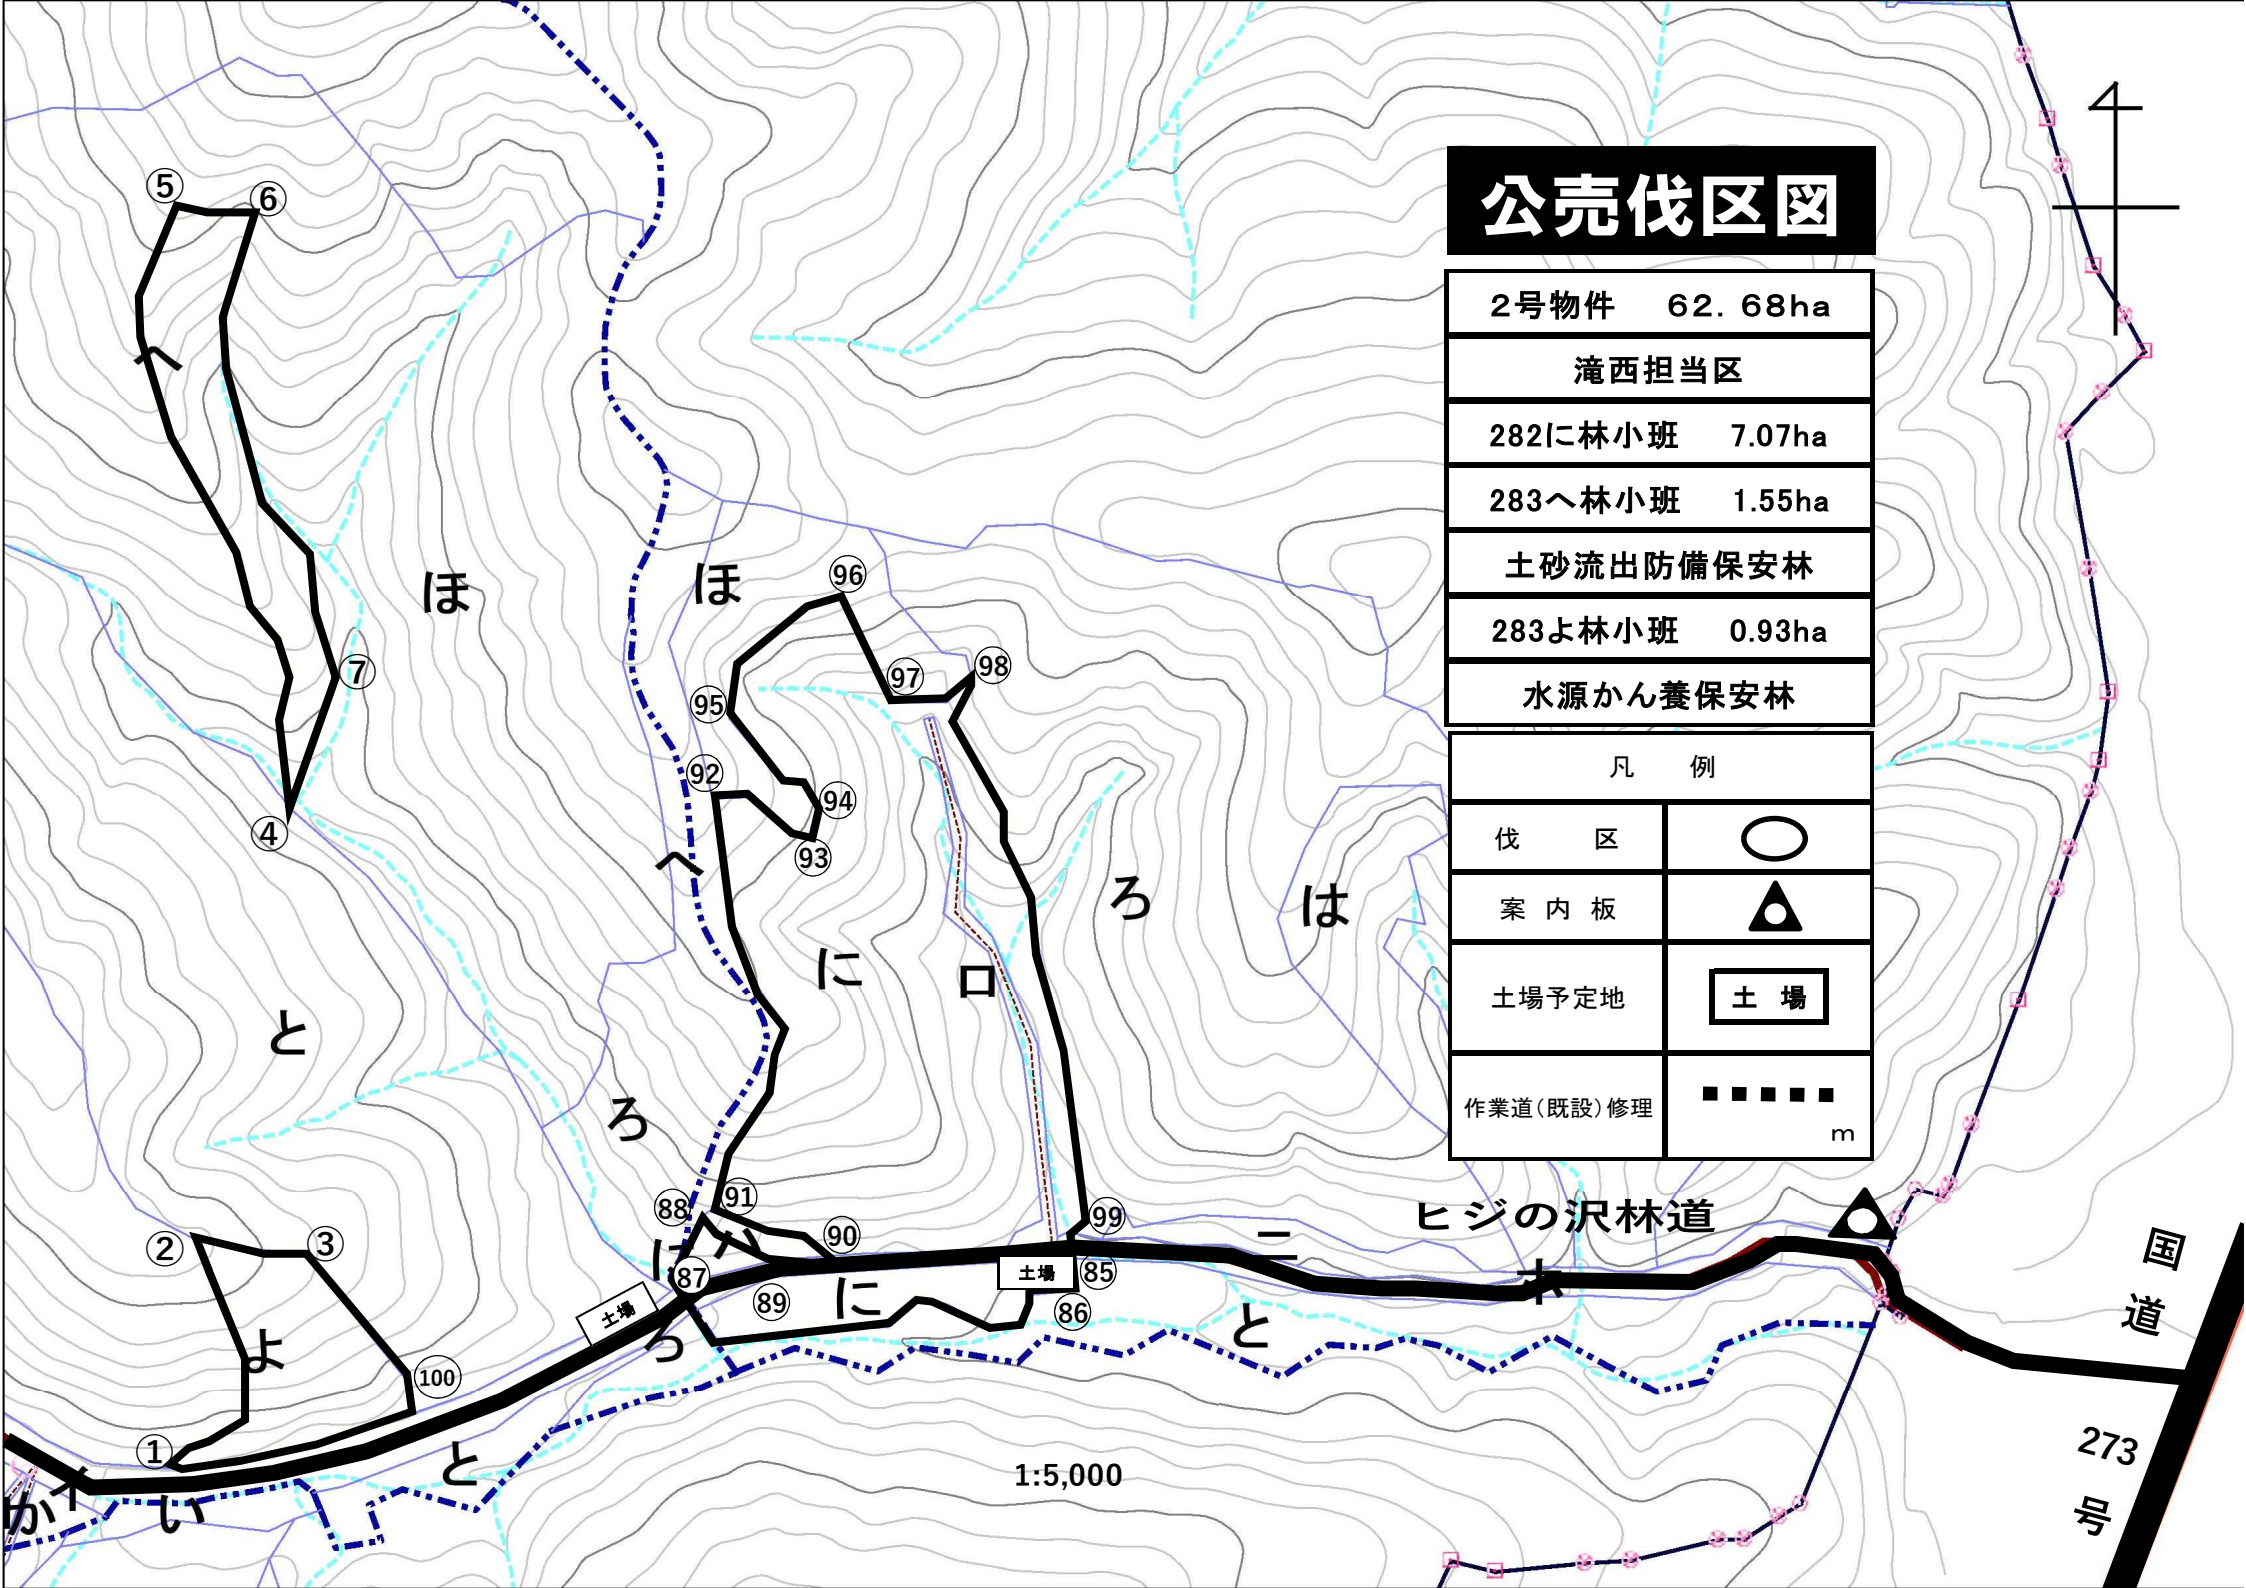 公売伐区図
2号物件 62.68ha
滝西担当区
282に林小班 7.07ha
283へ林小班 1.55ha
土砂流出防備保安林
283よ林小班 0.93ha
水源かん養保安林
凡 例
伐 区
案 内 板
土場予定地
土 場
作業道(既設)修理
m
⑤
⑥
へ
ほ
ほ
96
97
98
⑦
95
92
94
④
93
へ
ろ
は
に
ロ
と
ろ
88
91
90
99
ヒジの沢林道
国道
273
号
②
③
は
ハ
ニ
87
土場
85
ホ
89
に
86
と
土場
ろ
よ
100
①
と
1:5,000
イ
か
い